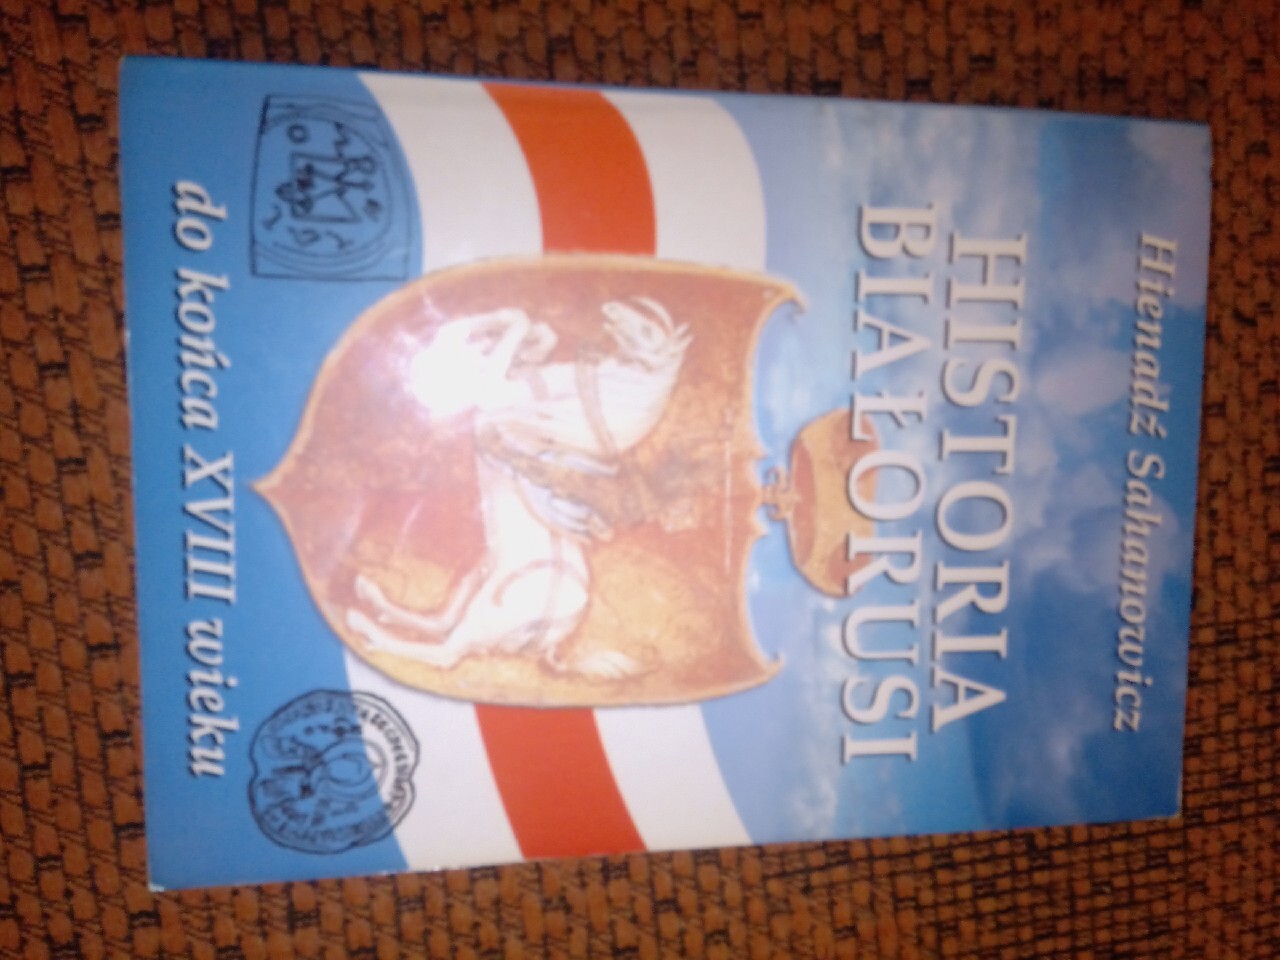 Hienadź Sahanowicz
HISTORIA
BIAŁORUSI
do końca XVIII wieku